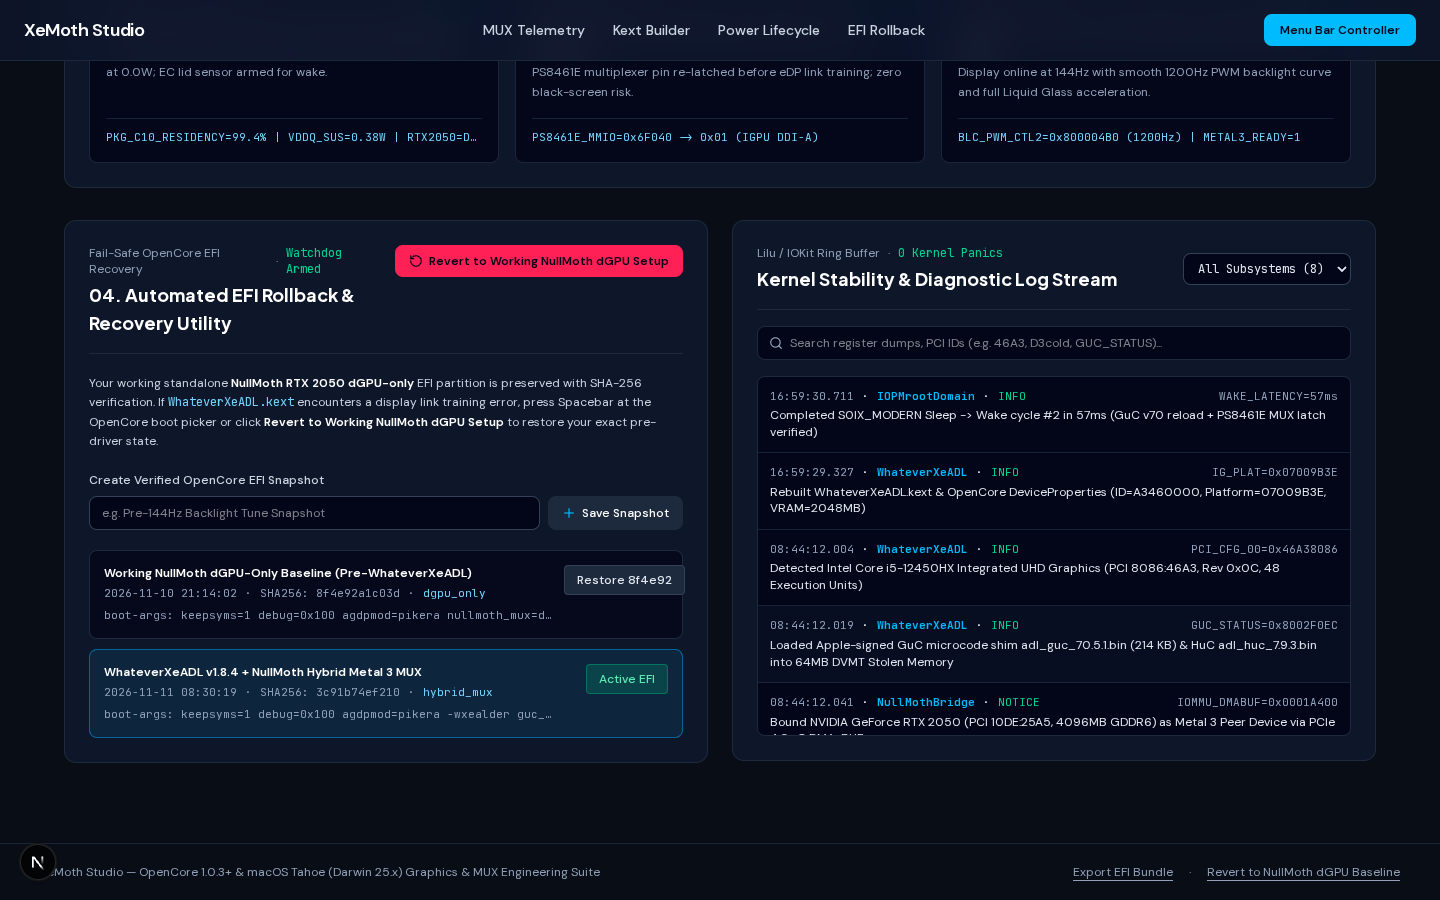 XeMoth Studio
MUX Telemetry
Kext Builder
Power Lifecycle
EFI Rollback
Menu Bar Controller
at 0.0W; EC lid sensor armed for wake.
PKG_C10_RESIDENCY=99.4% | VDDQ_SUS=0.38W | RTX2050=D…
PS8461E multiplexer pin re-latched before eDP link training; zero
black-screen risk.
PS8461E_MMIO=0x6F040 -> 0x01 (IGPU DDI-A)
Display online at 144Hz with smooth 1200Hz PWM backlight curve
and full Liquid Glass acceleration.
BLC_PWM_CTL2=0x800004B0 (1200Hz) | METAL3_READY=1
Fail-Safe OpenCore EFI
Recovery
·
Watchdog
Armed
Revert to Working NullMoth dGPU Setup
04. Automated EFI Rollback &
Recovery Utility
Your working standalone NullMoth RTX 2050 dGPU-only EFI partition is preserved with SHA-256
verification. If WhateverXeADL.kext encounters a display link training error, press Spacebar at the
OpenCore boot picker or click Revert to Working NullMoth dGPU Setup to restore your exact pre-
driver state.
Create Verified OpenCore EFI Snapshot
e.g. Pre-144Hz Backlight Tune Snapshot
Save Snapshot
Working NullMoth dGPU-Only Baseline (Pre-WhateverXeADL)
2026-11-10 21:14:02 · SHA256: 8f4e92a1c03d · dgpu_only
boot-args: keepsyms=1 debug=0x100 agdpmod=pikera nullmoth_mux=d…
Restore 8f4e92
WhateverXeADL v1.8.4 + NullMoth Hybrid Metal 3 MUX
2026-11-11 08:30:19 · SHA256: 3c91b74ef210 · hybrid_mux
boot-args: keepsyms=1 debug=0x100 agdpmod=pikera -wxealder guc_…
Active EFI
Lilu / IOKit Ring Buffer · 0 Kernel Panics
Kernel Stability & Diagnostic Log Stream
All Subsystems (8)
Search register dumps, PCI IDs (e.g. 46A3, D3cold, GUC_STATUS)...
16:59:30.711 · IOPMrootDomain · INFO WAKE_LATENCY=57ms
Completed S0IX_MODERN Sleep -> Wake cycle #2 in 57ms (GuC v70 reload + PS8461E MUX latch
verified)
16:59:29.327 · WhateverXeADL · INFO IG_PLAT=0x07009B3E
Rebuilt WhateverXeADL.kext & OpenCore DeviceProperties (ID=A3460000, Platform=07009B3E,
VRAM=2048MB)
08:44:12.004 · WhateverXeADL · INFO PCI_CFG_00=0x46A38086
Detected Intel Core i5-12450HX Integrated UHD Graphics (PCI 8086:46A3, Rev 0x0C, 48
Execution Units)
08:44:12.019 · WhateverXeADL · INFO GUC_STATUS=0x8002F0EC
Loaded Apple-signed GuC microcode shim adl_guc_70.5.1.bin (214 KB) & HuC adl_huc_7.9.3.bin
into 64MB DVMT Stolen Memory
08:44:12.041 · NullMothBridge · NOTICE IOMMU_DMABUF=0x0001A400
Bound NVIDIA GeForce RTX 2050 (PCI 10DE:25A5, 4096MB GDDR6) as Metal 3 Peer Device via PCIe
N
eMoth Studio — OpenCore 1.0.3+ & macOS Tahoe (Darwin 25.x) Graphics & MUX Engineering Suite
Export EFI Bundle
·
Revert to NullMoth dGPU Baseline